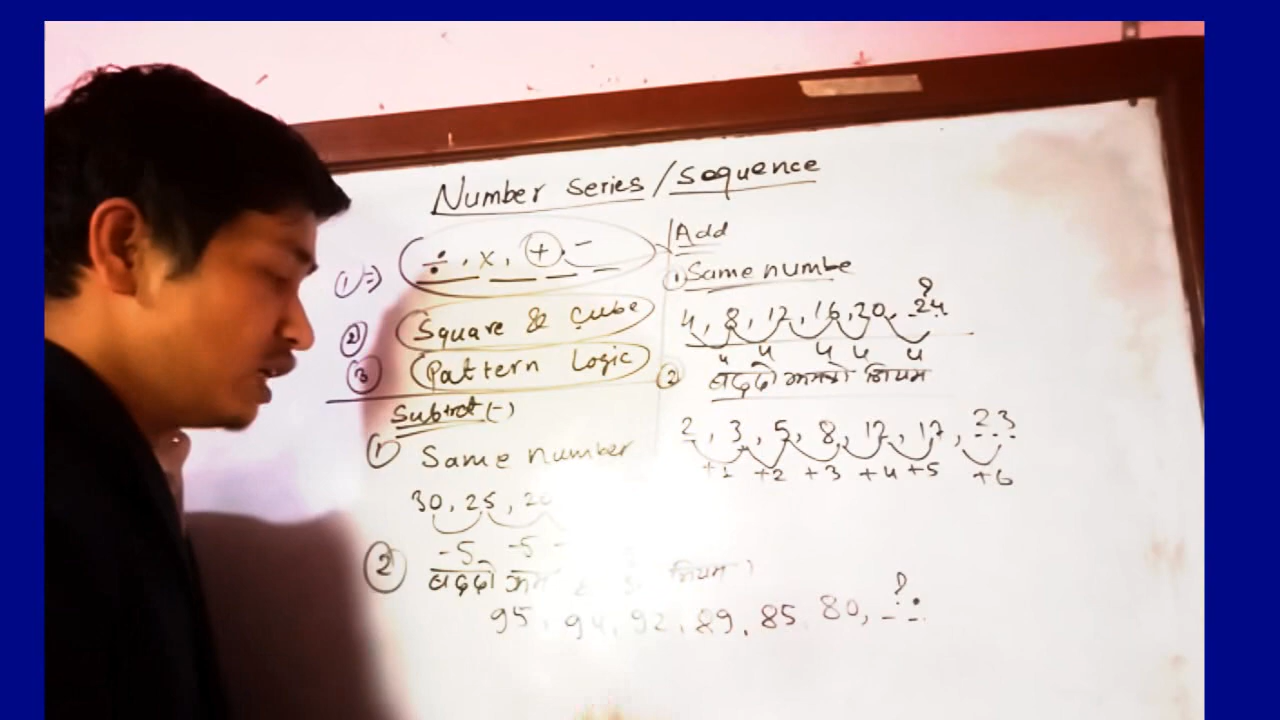 Number series / sequence
① ⇒ ÷, x, +, −
② Square & cube
③ Pattern Logic
Subtrct (-)
① Same number
30, 25, 20
-5 -5 -
② बढ्दो क्रम नियम
95, 94, 92, 89, 85, 80, -- ?
Add
① Same numbe
?
4, 8, 12, 16, 20, 24
4 4 4 4 4
② बढ्दो क्रमको नियम
2, 3, 5, 8, 12, 17, 23
+1 +2 +3 +4 +5 +6